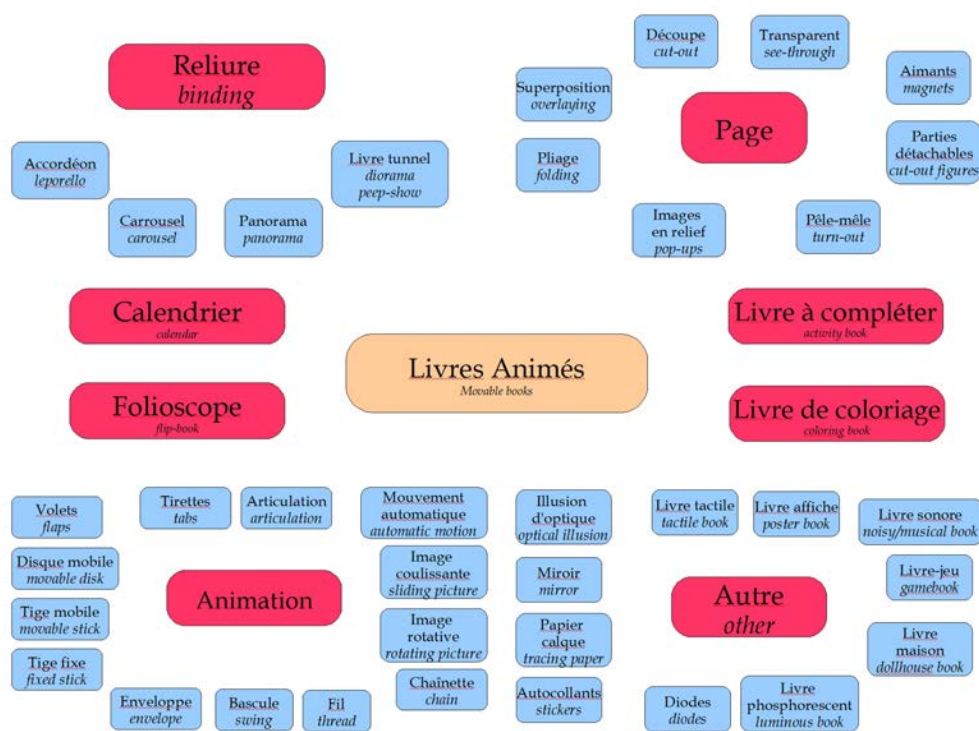 Reliure
binding
Accordéon
leporello
Carrousel
carousel
Panorama
panorama
Livre tunnel
diorama
peep-show
Découpe
cut-out
Transparent
see-through
Superposition
overlaying
Aimants
magnets
Page
Pliage
folding
Parties
détachables
cut-out figures
Images
en relief
pop-ups
Pêle-mêle
turn-out
Calendrier
calendar
Folioscope
flip-book
Livres Animés
Movable books
Livre à compléter
activity book
Livre de coloriage
coloring book
Volets
flaps
Tirettes
tabs
Articulation
articulation
Mouvement
automatique
automatic motion
Disque mobile
movable disk
Image
coulissante
sliding picture
Animation
Tige mobile
movable stick
Image
rotative
rotating picture
Tige fixe
fixed stick
Chaînette
chain
Enveloppe
envelope
Bascule
swing
Fil
thread
Illusion
d'optique
optical illusion
Miroir
mirror
Papier
calque
tracing paper
Autocollants
stickers
Livre tactile
tactile book
Livre affiche
poster book
Livre sonore
noisy/musical book
Livre-jeu
gamebook
Autre
other
Livre
maison
dollhouse book
Diodes
diodes
Livre
phosphorescent
luminous book